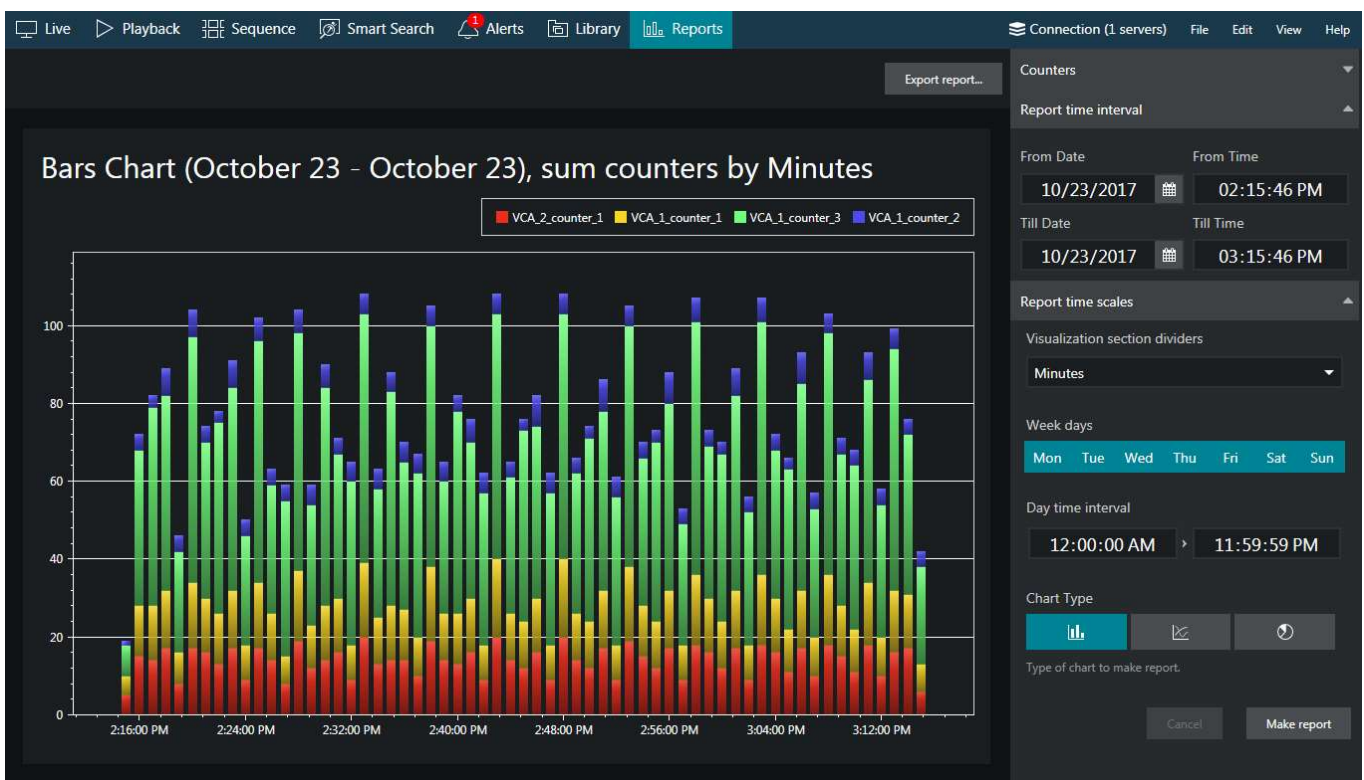 Live Playback Sequence Smart Search 1 Alerts Library Reports Connection (1 servers) File Edit View Help
Export report...
Counters
Report time interval
From Date From Time
10/23/2017 02:15:46 PM
Till Date Till Time
10/23/2017 03:15:46 PM
Report time scales
Visualization section dividers
Minutes
Week days
Mon Tue Wed Thu Fri Sat Sun
Day time interval
12:00:00 AM › 11:59:59 PM
Chart Type
Type of chart to make report.
Cancel Make report
Bars Chart (October 23 - October 23), sum counters by Minutes
VCA_2_counter_1 VCA_1_counter_1 VCA_1_counter_3 VCA_1_counter_2
100
80
60
40
20
0
2:16:00 PM 2:24:00 PM 2:32:00 PM 2:40:00 PM 2:48:00 PM 2:56:00 PM 3:04:00 PM 3:12:00 PM